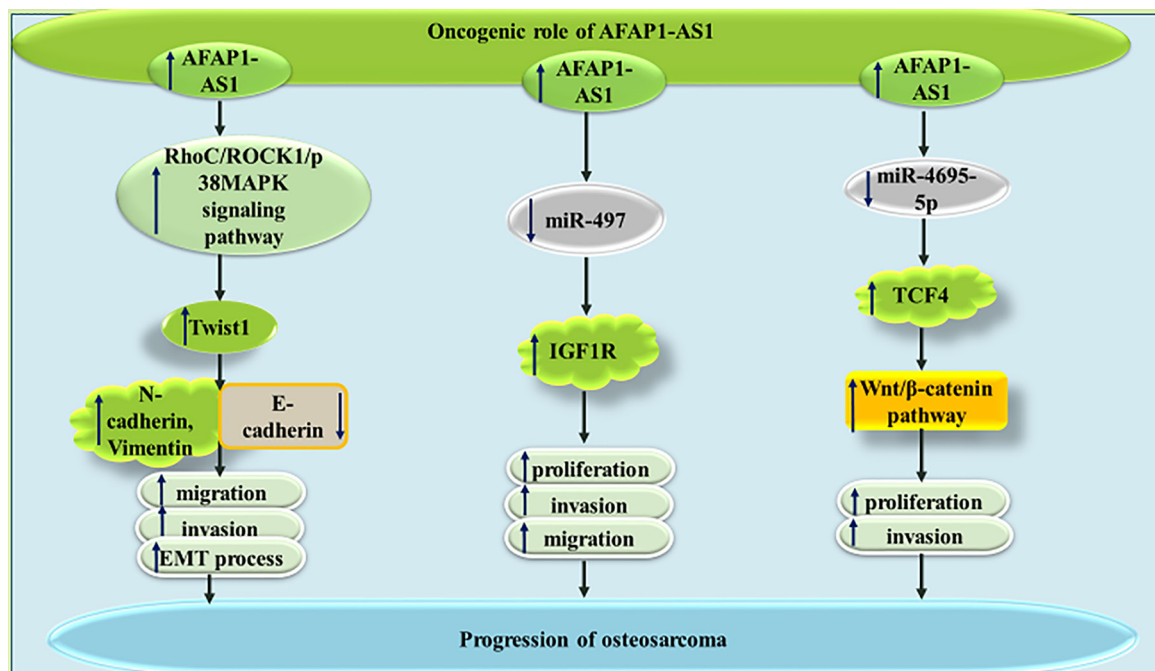 Oncogenic role of AFAP1-AS1
AFAP1-
AS1
RhoC/ROCK1/p
38MAPK
signaling
pathway
Twist1
N-
cadherin,
Vimentin
E-
cadherin
migration
invasion
EMT process
AFAP1-
AS1
miR-497
IGF1R
proliferation
invasion
migration
AFAP1-
AS1
miR-4695-
5p
TCF4
Wnt/β-catenin
pathway
proliferation
invasion
Progression of osteosarcoma